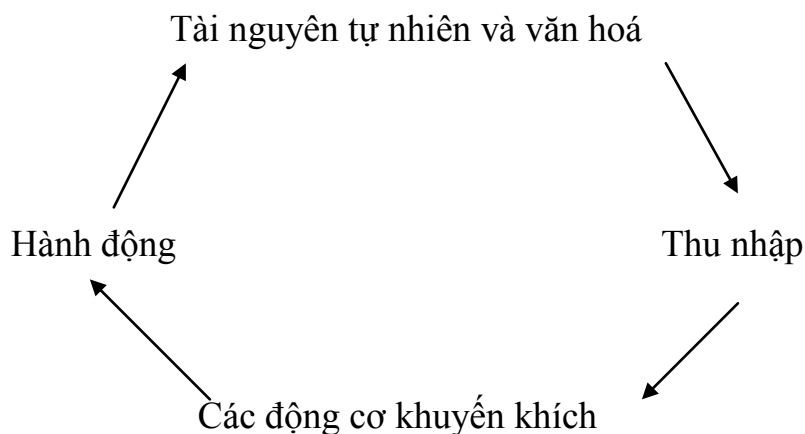 Tài nguyên tự nhiên và văn hoá
Hành động
Thu nhập
Các động cơ khuyến khích